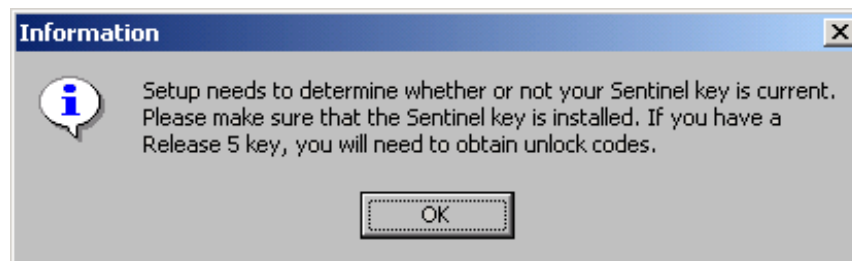 Information
Setup needs to determine whether or not your Sentinel key is current.
Please make sure that the Sentinel key is installed. If you have a
Release 5 key, you will need to obtain unlock codes.
OK